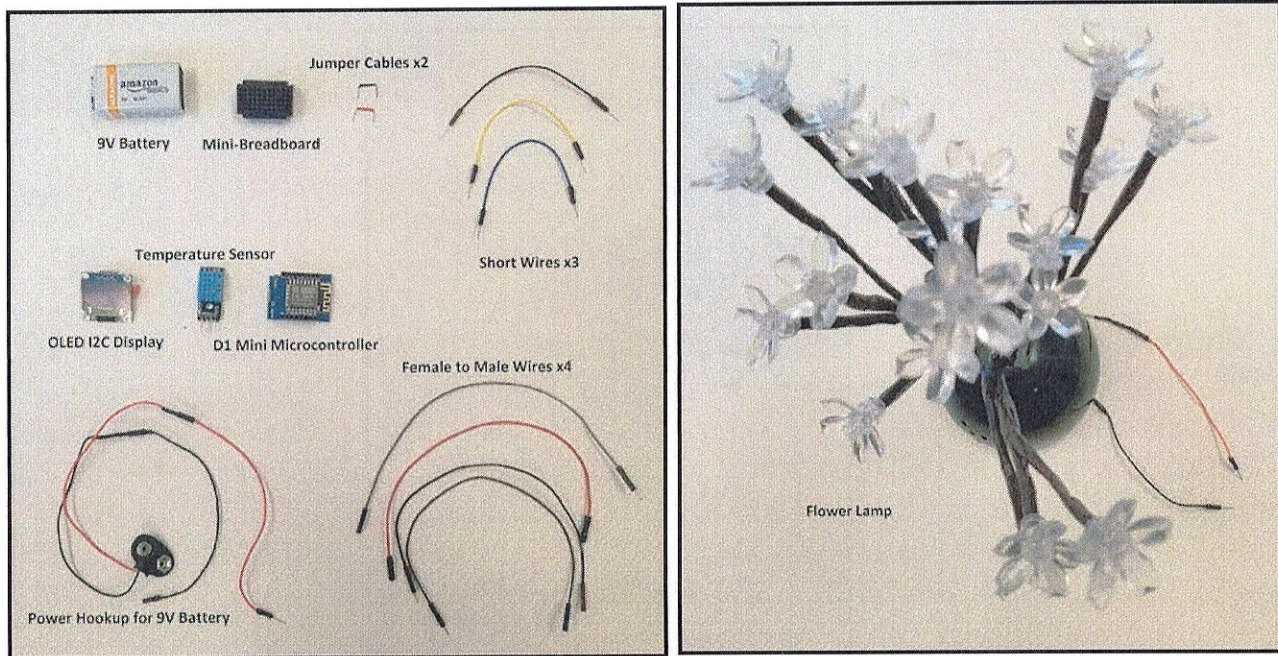 Jumper Cables x2
amazon
9V Battery
Mini-Breadboard
Temperature Sensor
Short Wires x3
OLED I2C Display
D1 Mini Microcontroller
Female to Male Wires x4
Power Hookup for 9V Battery
Flower Lamp